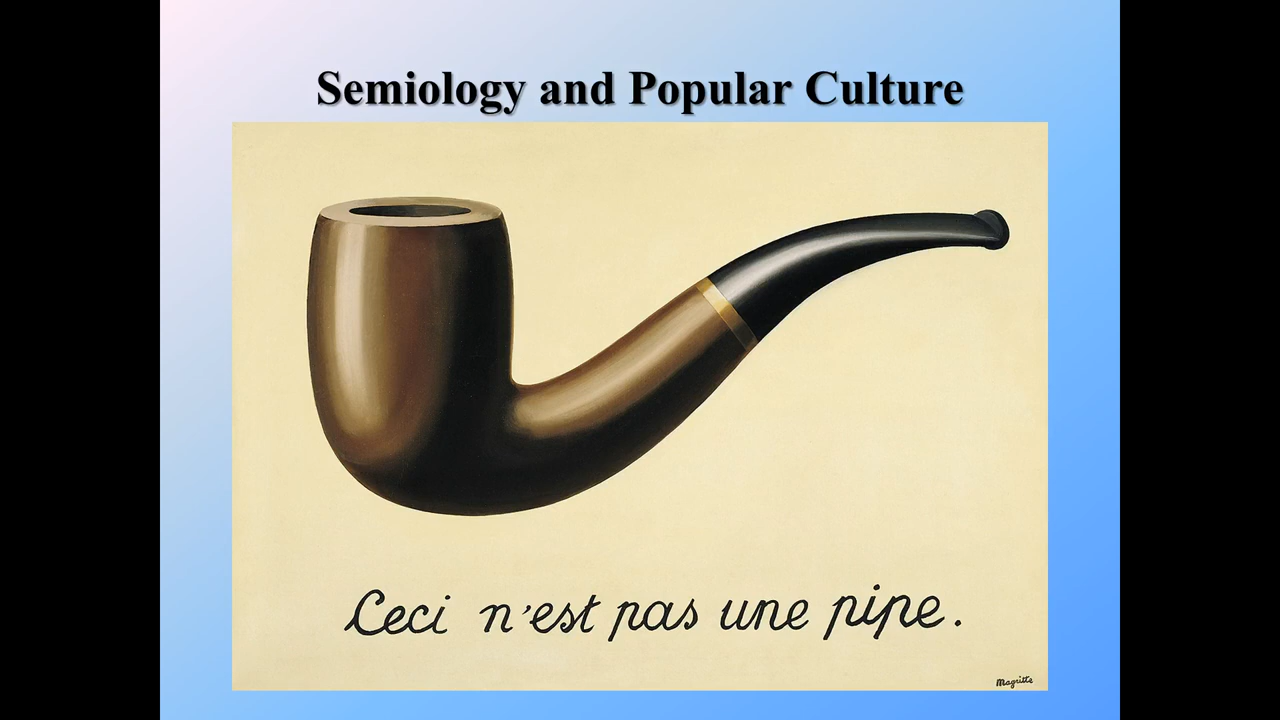 Semiology and Popular Culture
Ceci n'est pas une pipe.
Magritte